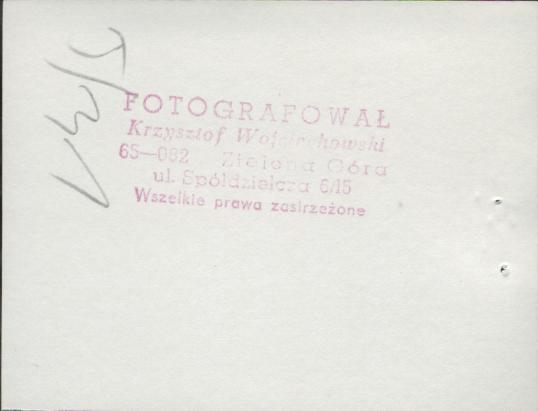 FOTOGRAFOWAŁ
Krzysztof Wojciechowski
65—082 Zielona Góra
ul. Spółdzielcza 6/15
Wszelkie prawa zastrzeżone